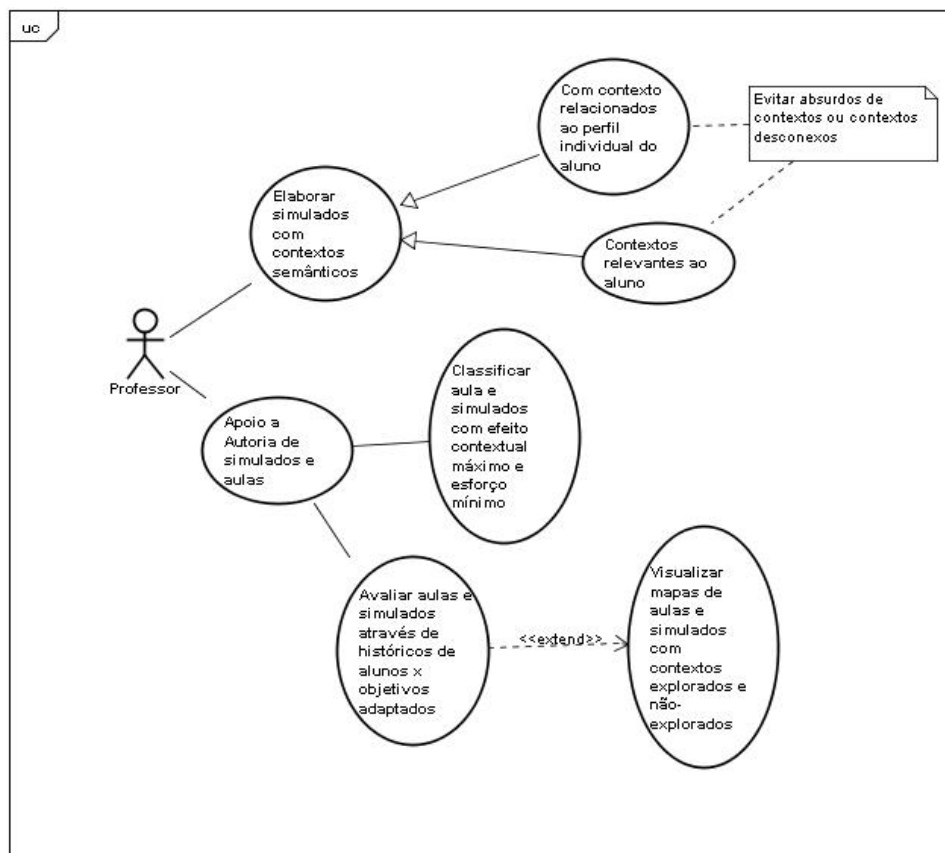 uc
Com contexto
relacionados
ao perfil
individual do
aluno
Evitar absurdos de
contextos ou contextos
desconexos
Elaborar
simulados
com
contextos
semânticos
Contextos
relevantes ao
aluno
Professor
Classificar
aula e
simulados
com efeito
contextual
máximo e
esforço
mínimo
Apoio a
Autoria de
simulados e
aulas
Avaliar aulas e
simulados
através de
históricos de
alunos x
objetivos
adaptados
<<extend>>
Visualizar
mapas de
aulas e
simulados
com
contextos
explorados e
não-
explorados